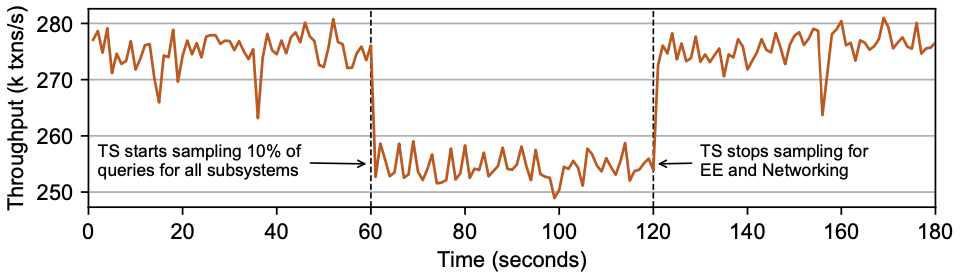 Throughput (k txns/s)
280
270
260
250
TS starts sampling 10% of
queries for all subsystems
TS stops sampling for
EE and Networking
0 20 40 60 80 100 120 140 160 180
Time (seconds)